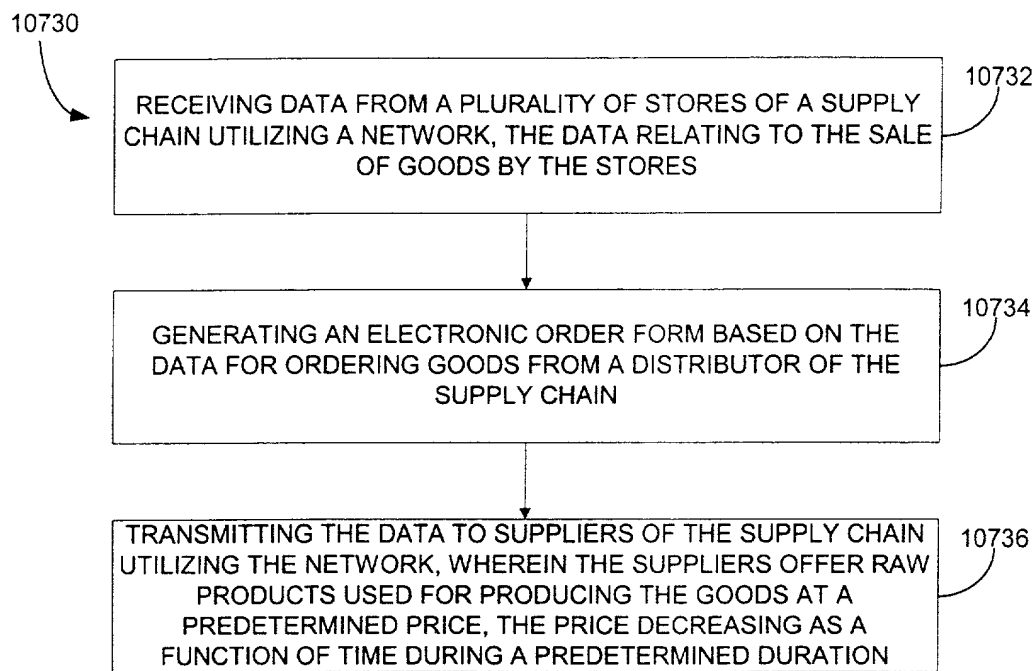 10730
10732
RECEIVING DATA FROM A PLURALITY OF STORES OF A SUPPLY
CHAIN UTILIZING A NETWORK, THE DATA RELATING TO THE SALE
OF GOODS BY THE STORES
10734
GENERATING AN ELECTRONIC ORDER FORM BASED ON THE
DATA FOR ORDERING GOODS FROM A DISTRIBUTOR OF THE
SUPPLY CHAIN
10736
TRANSMITTING THE DATA TO SUPPLIERS OF THE SUPPLY CHAIN
UTILIZING THE NETWORK, WHEREIN THE SUPPLIERS OFFER RAW
PRODUCTS USED FOR PRODUCING THE GOODS AT A
PREDETERMINED PRICE, THE PRICE DECREASING AS A
FUNCTION OF TIME DURING A PREDETERMINED DURATION